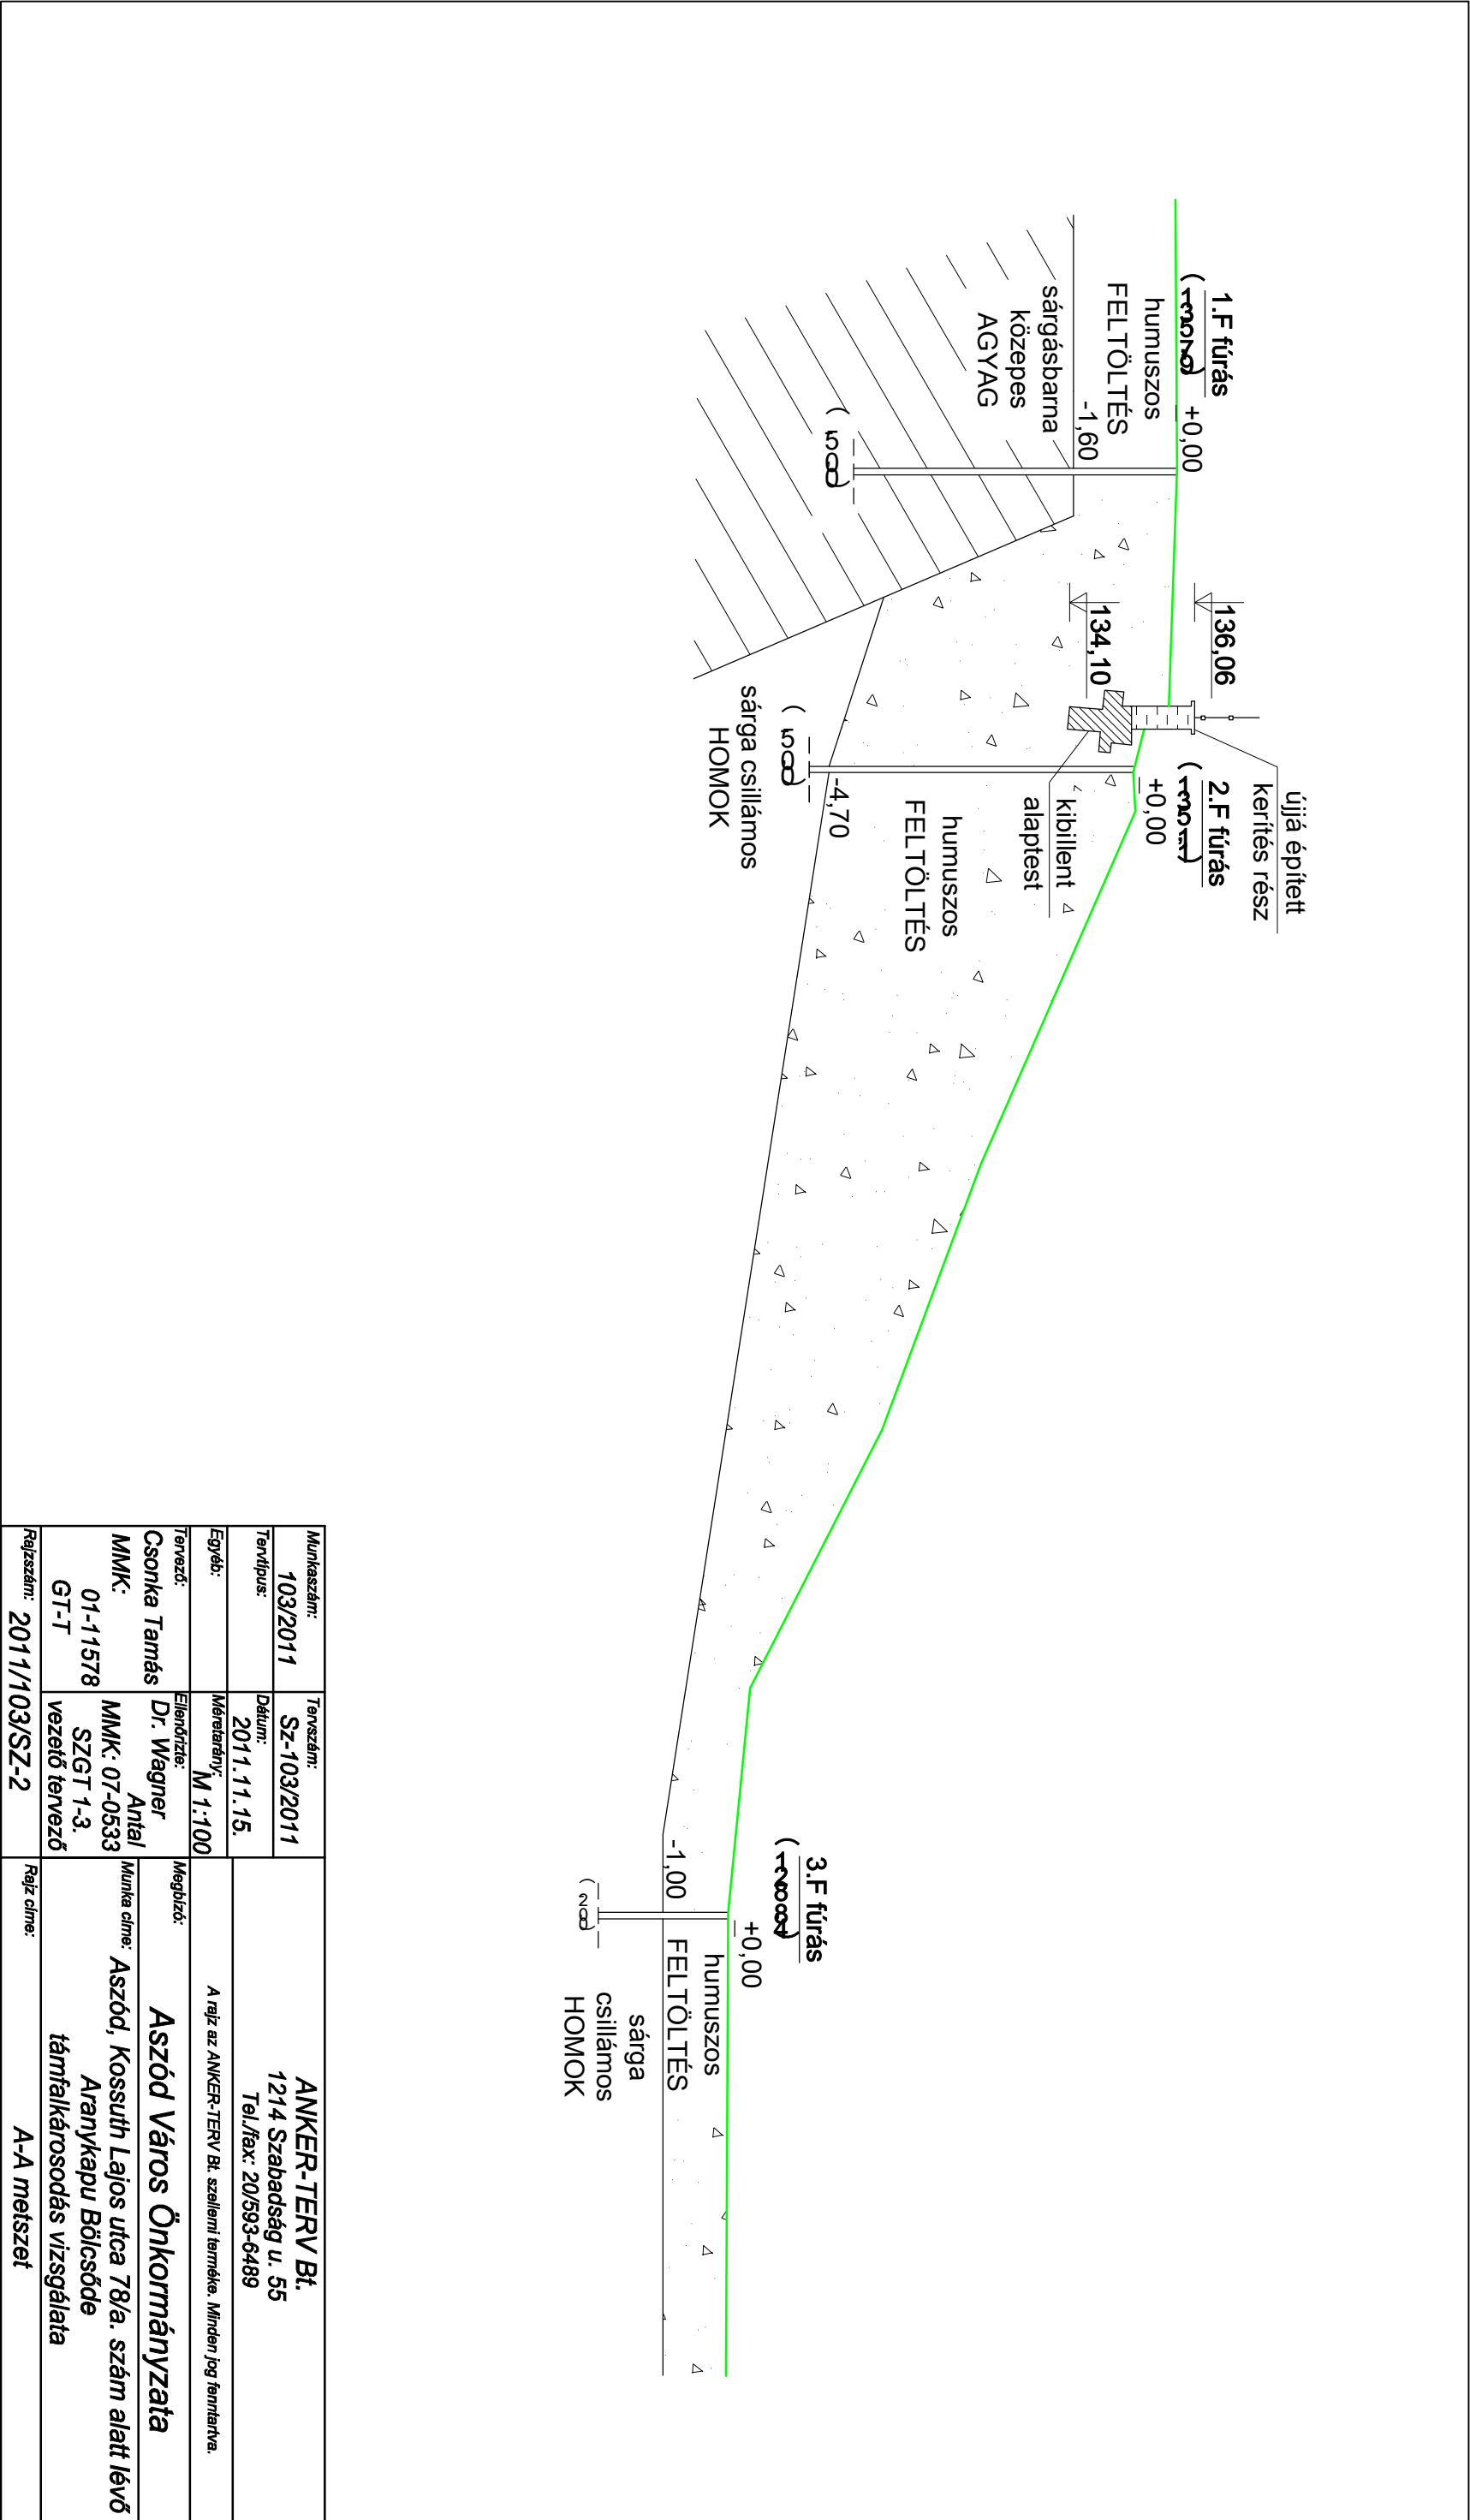 1.F fúrás
+0,00
humuszos
FELTÖLTÉS
-1,60
sárgásbarna
közepes
AGYAG
136,06
134,10
újjá épített
kerítés rész
2.F fúrás
+0,00
kibillent
alaptest
humuszos
FELTÖLTÉS
-4,70
sárga csillámos
HOMOK
3.F fúrás
+0,00
-1,00
humuszos
FELTÖLTÉS
sárga
csillámos
HOMOK
Munkaszám:
103/2011
Tervszám:
Sz-103/2011
Tervtípus:
Dátum:
2011.11.15.
Egyéb:
Méretarány:
M 1:100
Tervező:
Csonka Tamás
MMK:
01-11578
GT-T
Ellenőrizte:
Dr. Wagner
Antal
MMK: 07-0533
SZGT 1-3.
vezető tervező
Rajzszám: 2011/103/SZ-2
ANKER-TERV Bt.
1214 Szabadság u. 55
Tel./fax: 20/593-6489
A rajz az ANKER-TERV Bt. szellemi terméke. Minden jog fenntartva.
Megbízó:
Aszód Város Önkormányzata
Munka címe: Aszód, Kossuth Lajos utca 78/a. szám alatt lévő
Aranykapu Bölcsőde
támfalkárosodás vizsgálata
Rajz címe:
A-A metszet